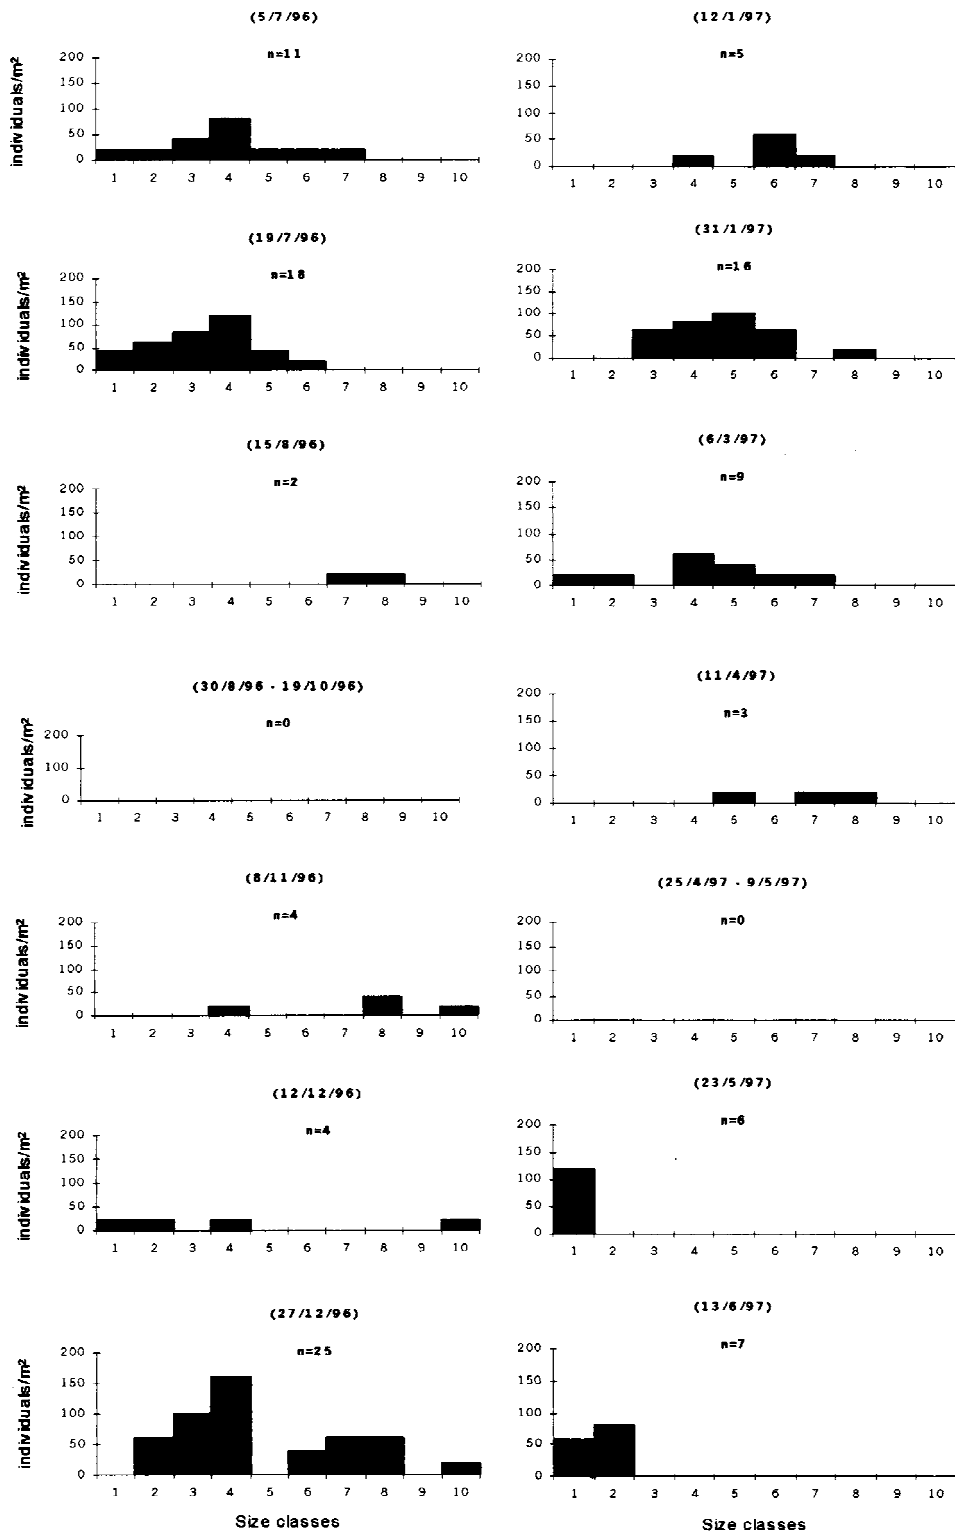 (5/7/96)
n=11
individuals/m²
200
150
100
50
0
1 2 3 4 5 6 7 8 9 10
(19/7/96)
n=18
individuals/m²
200
150
100
50
0
1 2 3 4 5 6 7 8 9 10
(15/8/96)
n=2
individuals/m²
200
150
100
50
0
1 2 3 4 5 6 7 8 9 10
(30/8/96 - 19/10/96)
n=0
individuals/m²
200
100
0
1 2 3 4 5 6 7 8 9 10
(8/11/96)
n=4
individuals/m²
200
150
100
50
0
1 2 3 4 5 6 7 8 9 10
(12/12/96)
n=4
individuals/m²
200
150
100
50
0
1 2 3 4 5 6 7 8 9 10
(27/12/96)
n=25
individuals/m²
200
150
100
50
0
1 2 3 4 5 6 7 8 9 10
Size classes
(12/1/97)
n=5
200
150
100
50
0
1 2 3 4 5 6 7 8 9 10
(31/1/97)
n=16
200
150
100
50
0
1 2 3 4 5 6 7 8 9 10
(6/3/97)
n=9
200
150
100
50
0
1 2 3 4 5 6 7 8 9 10
(11/4/97)
n=3
200
150
100
50
0
1 2 3 4 5 6 7 8 9 10
(25/4/97 - 9/5/97)
n=0
200
150
100
50
0
1 2 3 4 5 6 7 8 9 10
(23/5/97)
n=6
200
150
100
50
0
1 2 3 4 5 6 7 8 9 10
(13/6/97)
n=7
200
150
100
50
0
1 2 3 4 5 6 7 8 9 10
Size classes